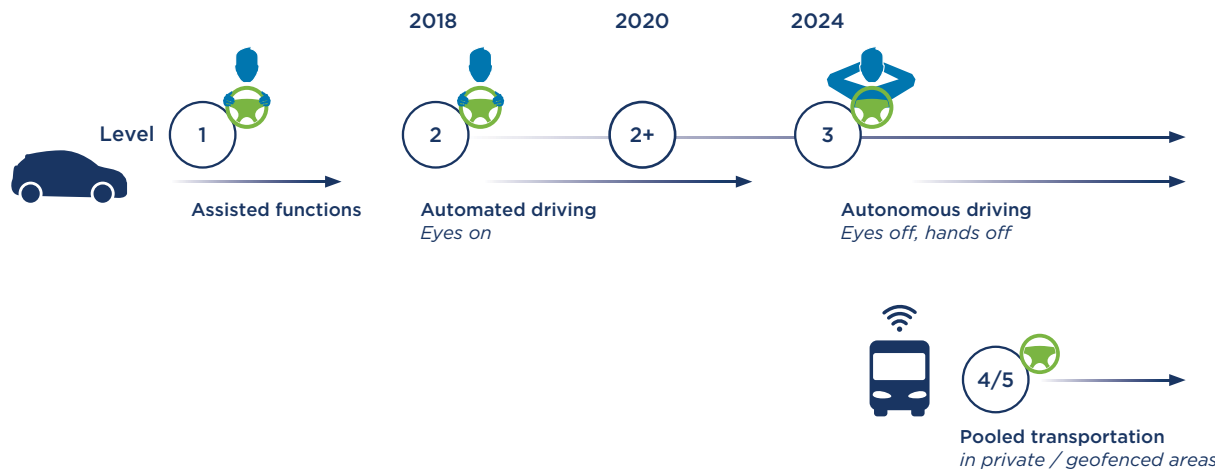 2018
2020
2024
Level
1
2
2+
3
Assisted functions
Automated driving
Eyes on
Autonomous driving
Eyes off, hands off
4/5
Pooled transportation
in private / geofenced areas